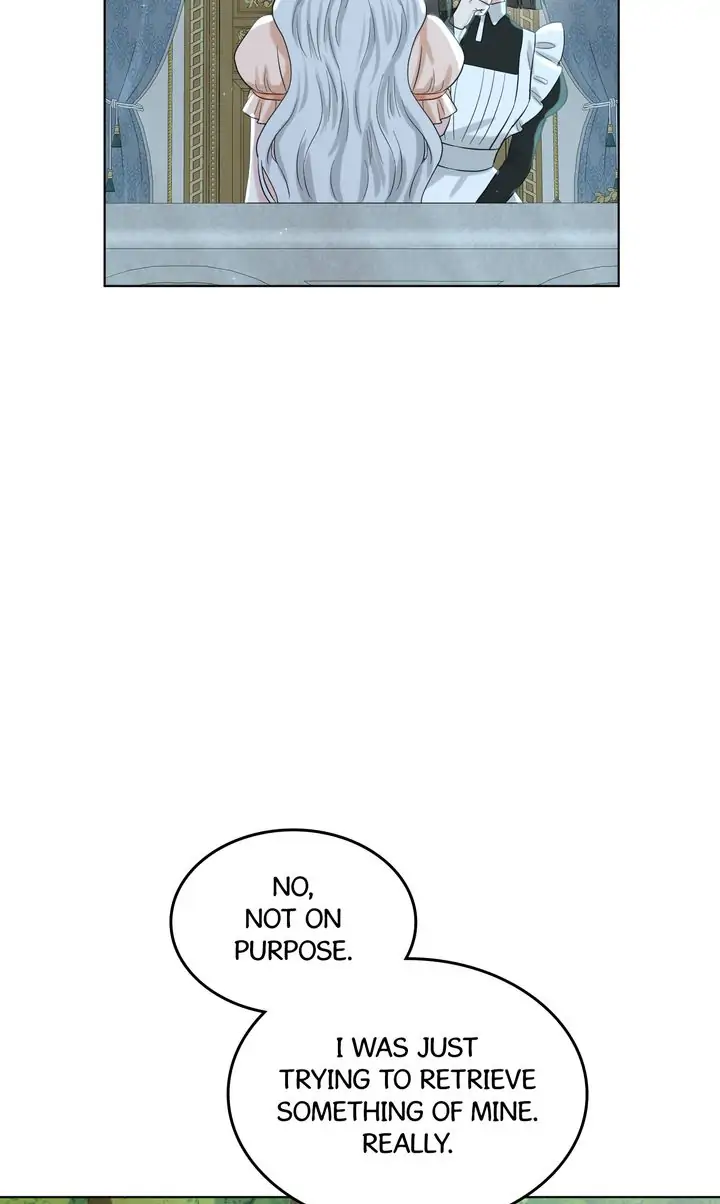 NO,
NOT ON
PURPOSE.
I WAS JUST
TRYING TO RETRIEVE
SOMETHING OF MINE.
REALLY.